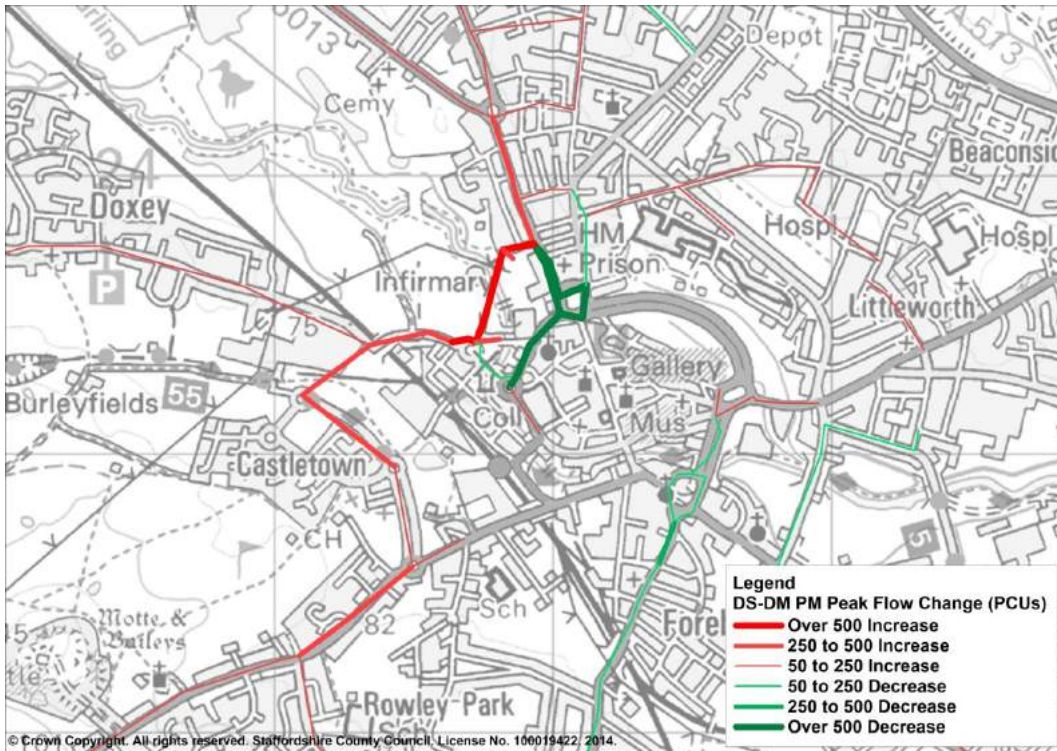 5013
Depot
A 513
Cemy
Beaconsid
Doxey
HM
Prison
Hospl
Hospl
Infirmary
Littleworth
P
75
Gallery
55
Burleyfields
Coll
Mus
Castletown
CH
5
Motte &
Baileys
Sch
82
Forel
Rowley Park
Legend
DS-DM PM Peak Flow Change (PCUs)
Over 500 Increase
250 to 500 Increase
50 to 250 Increase
50 to 250 Decrease
250 to 500 Decrease
Over 500 Decrease
© Crown Copyright. All rights reserved. Staffordshire County Council. License No. 100019422. 2014.